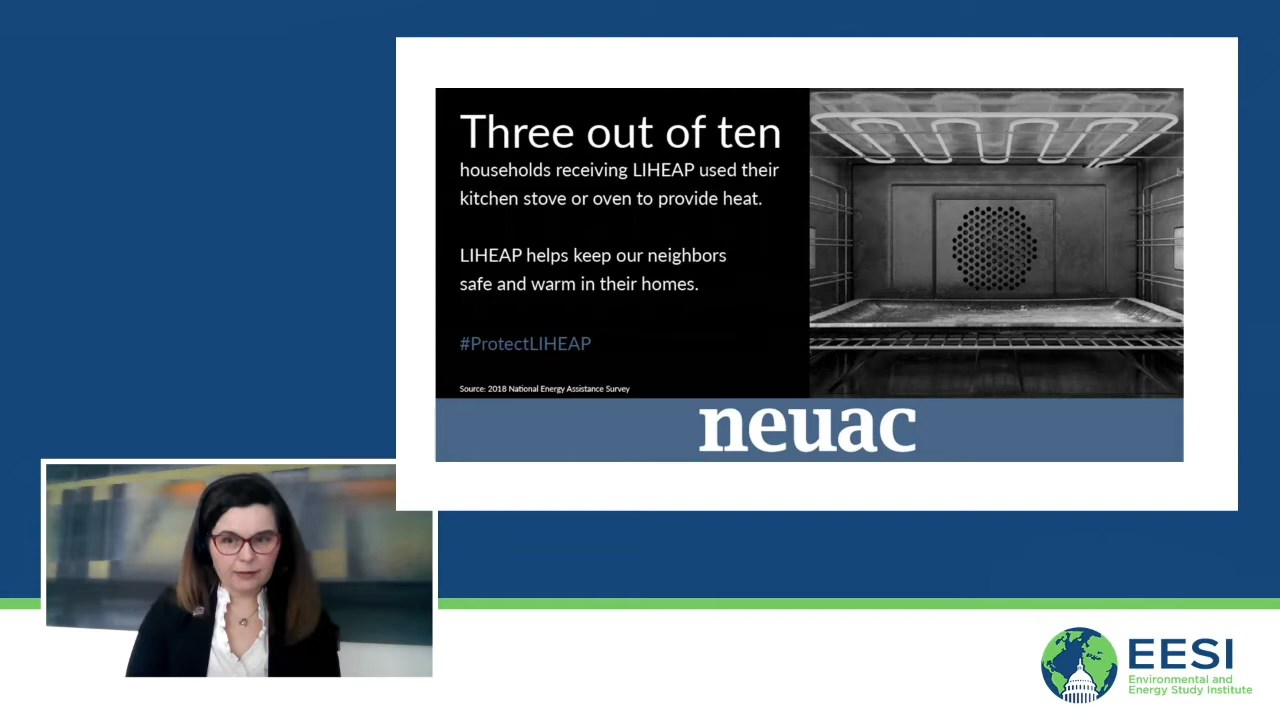 Three out of ten
households receiving LIHEAP used their
kitchen stove or oven to provide heat.
LIHEAP helps keep our neighbors
safe and warm in their homes.
#ProtectLIHEAP
Source: 2018 National Energy Assistance Survey
neuac
EESI
Environmental and
Energy Study Institute